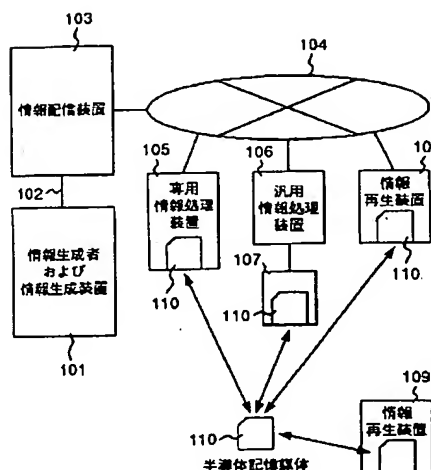 103
104
情報配信装置
105
106
10
102
専用
情報処理
装置
汎用
情報処理
装置
情報
再生装置
情報生成者
および
情報生成装置
107
110
110
110
101
109
110
半導体記憶媒体
情報
再生装置